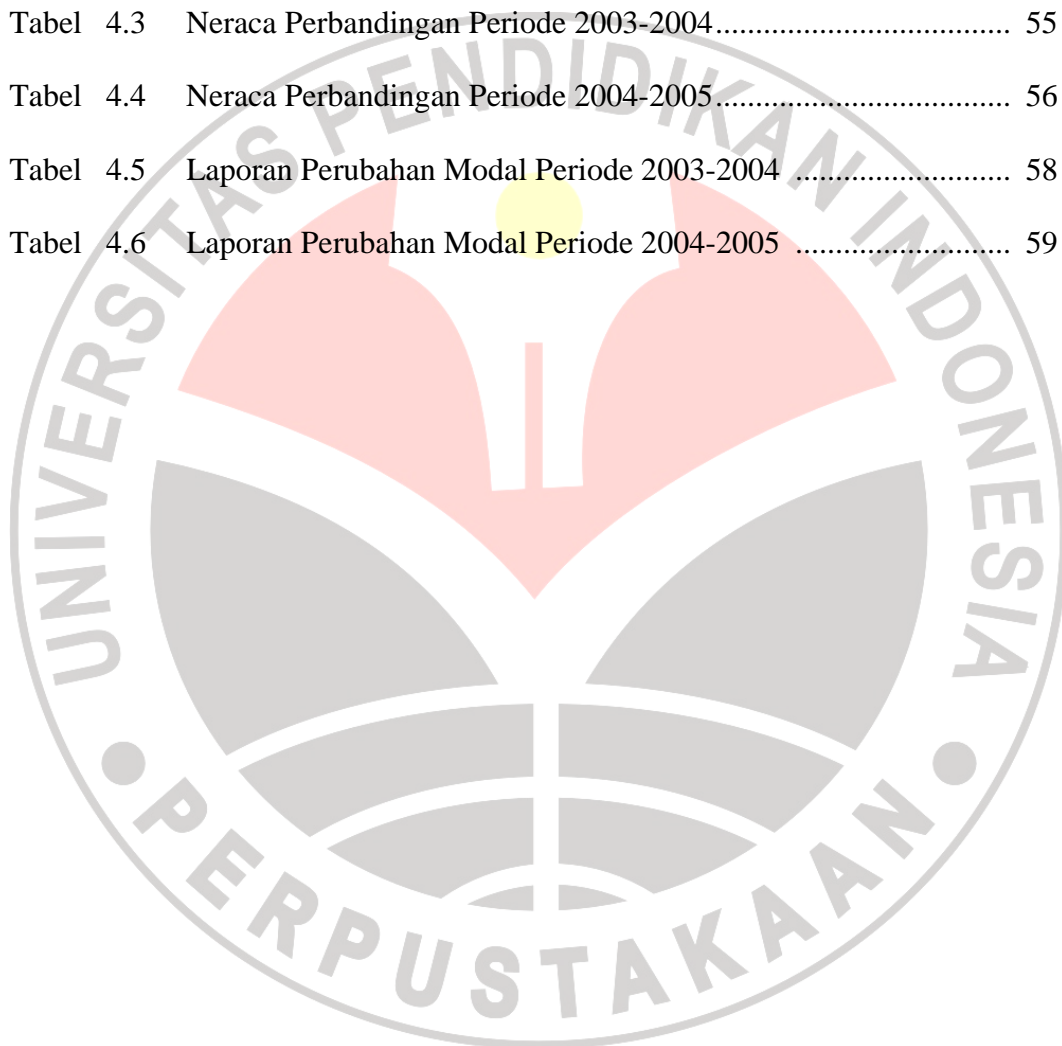 Tabel 4.3 Neraca Perbandingan Periode 2003-2004.................................. 55
Tabel 4.4 Neraca Perbandingan Periode 2004-2005.................................. 56
Tabel 4.5 Laporan Perubahan Modal Periode 2003-2004 ......................... 58
Tabel 4.6 Laporan Perubahan Modal Periode 2004-2005 ......................... 59
UNIVERSITAS PENDIDIKAN INDONESIA
PERPUSTAKAAN